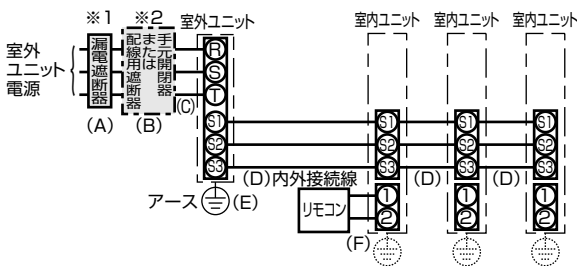 ※1 ※2 室外ユニット 室内ユニット 室内ユニット 室内ユニット
室外
ユニット
電源
漏電遮断器
手元開閉器
または
配線用遮断器
R
S
T
(A) (B) (C)
S1 S1 S1 S1
S2 S2 S2 S2
S3 S3 S3 S3
(D)内外接続線 (D) (D)
アース (E)
リモコン
(F)
1 1 1
2 2 2